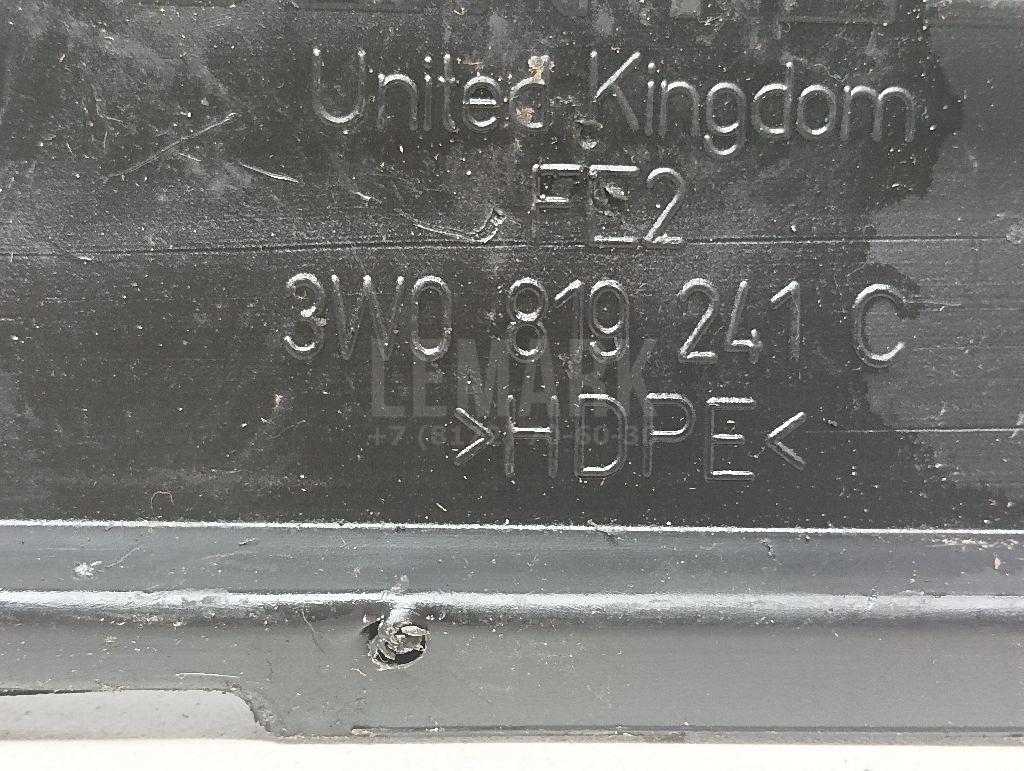 United Kingdom
FE2
3W0 819 241 C
LEMARK
>HDPE<